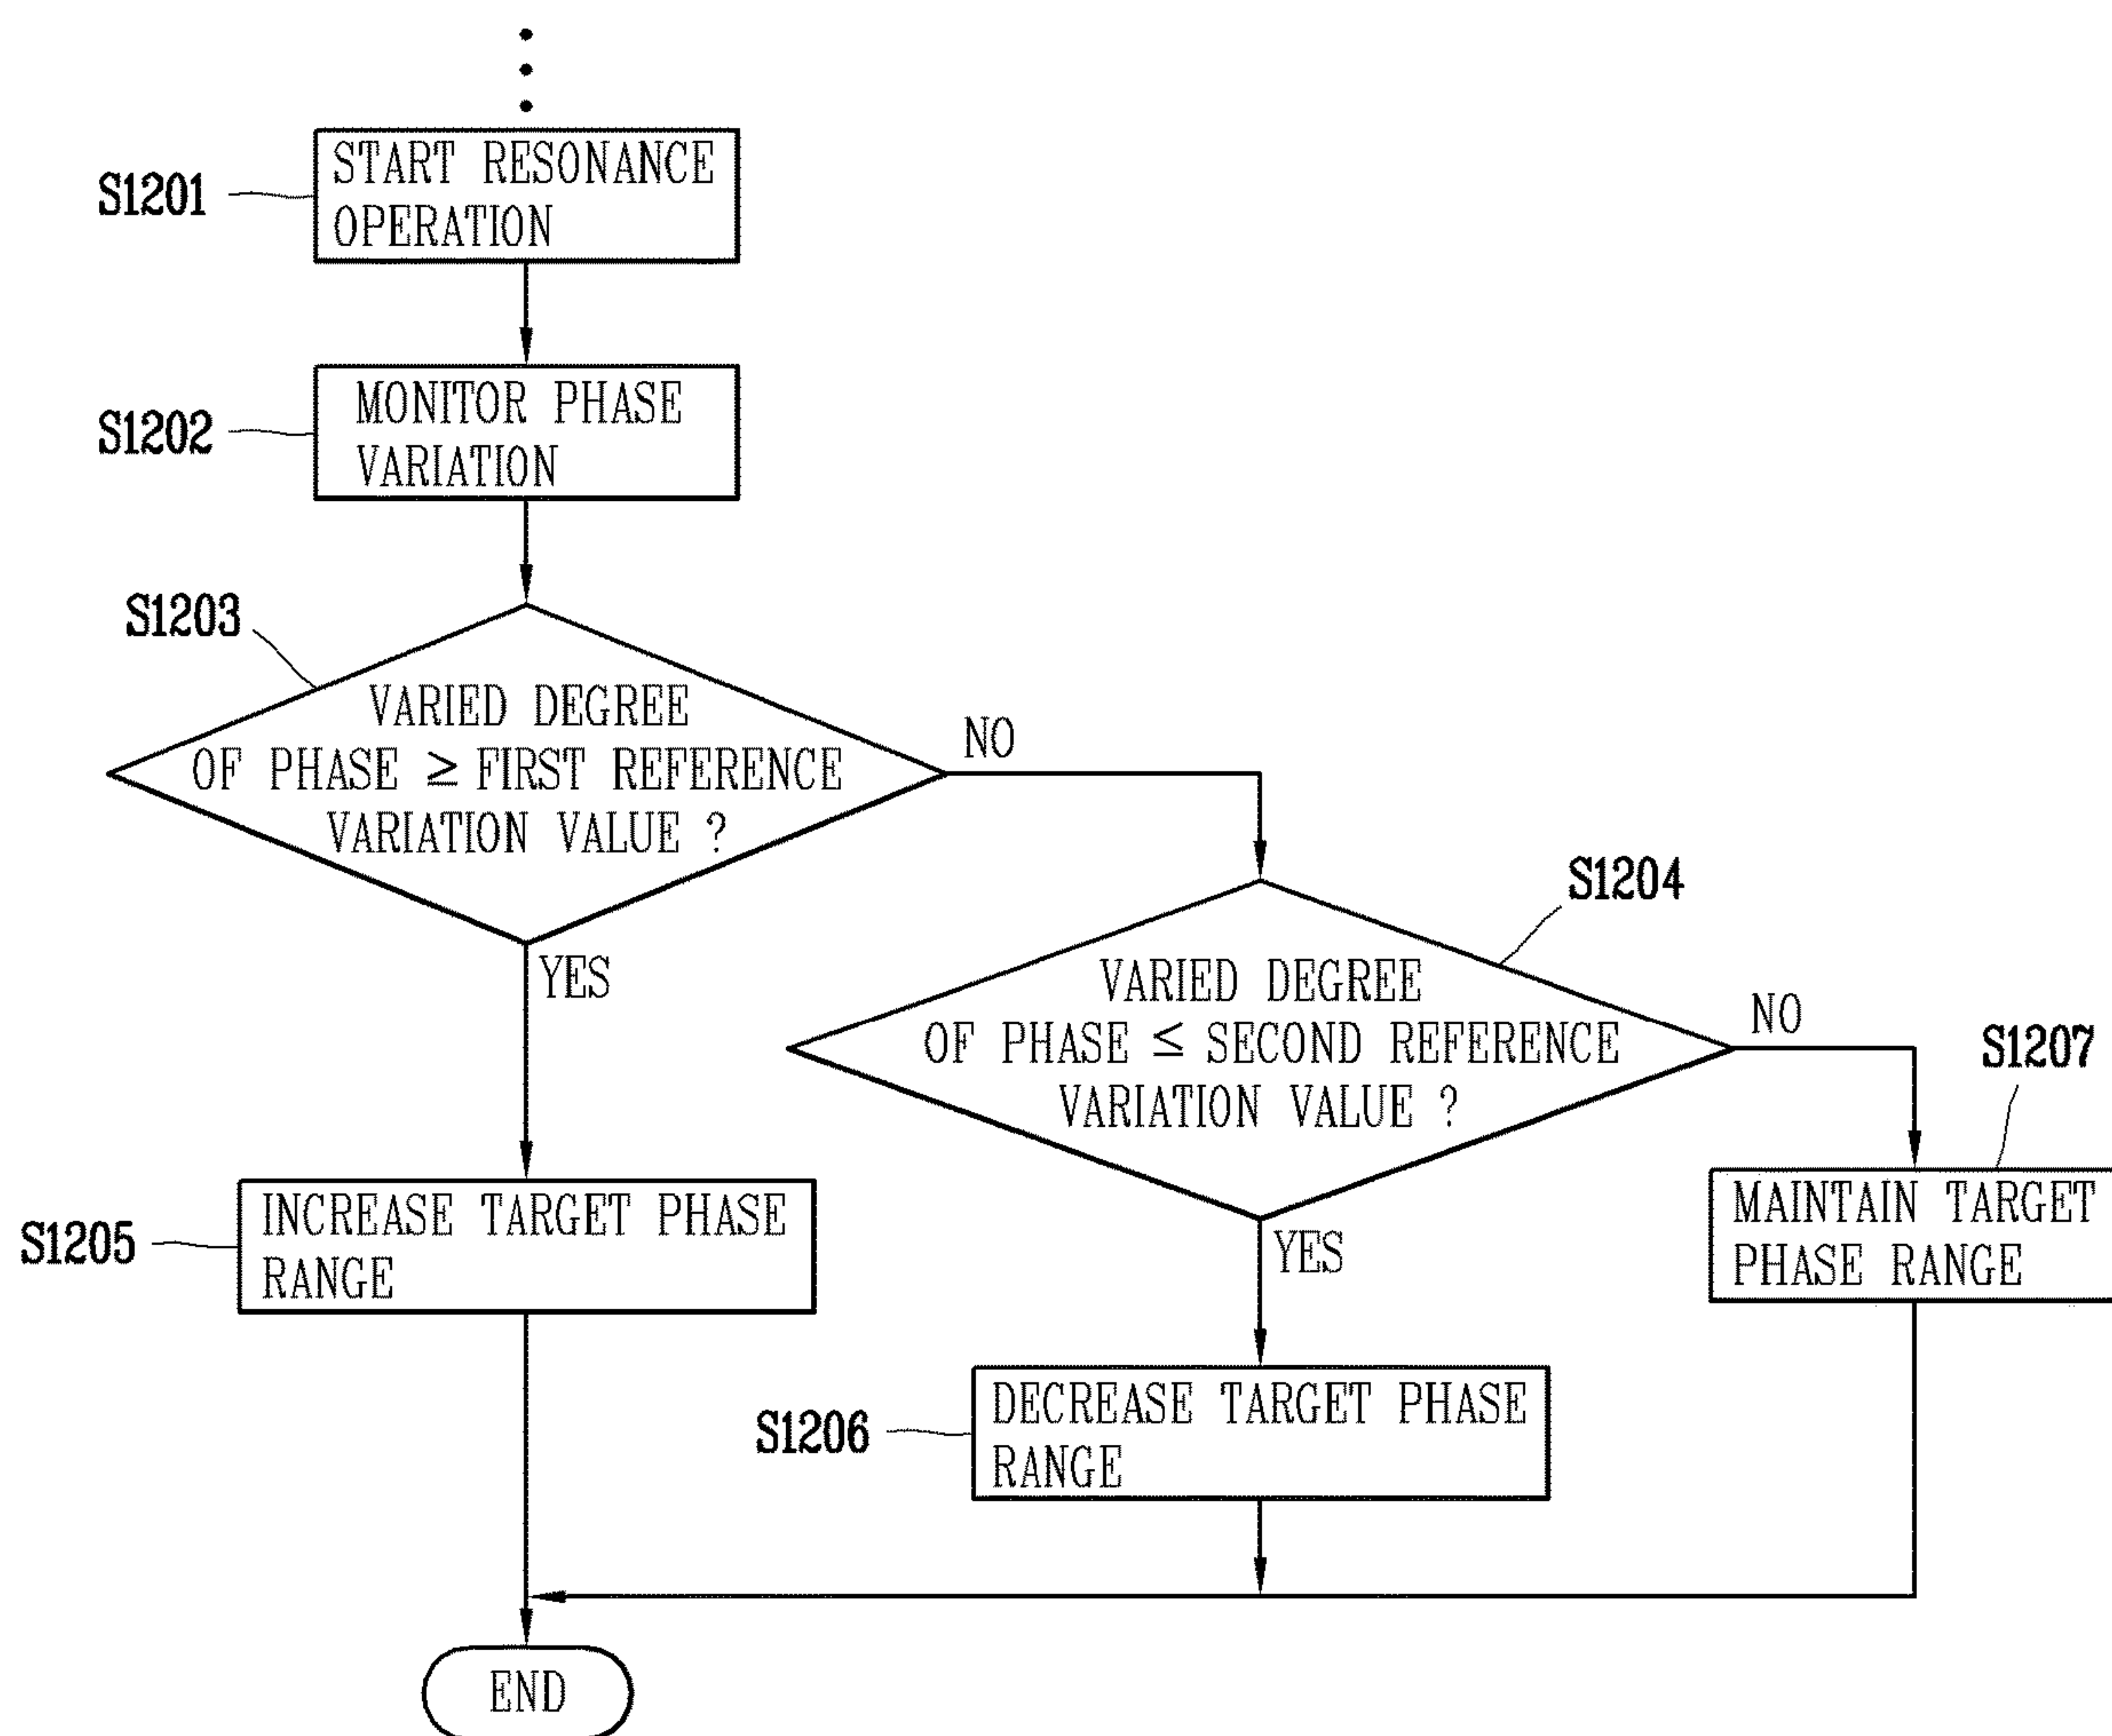 S1201
START RESONANCE
OPERATION
S1202
MONITOR PHASE
VARIATION
S1203
VARIED DEGREE
OF PHASE ≥ FIRST REFERENCE
VARIATION VALUE ?
NO
YES
S1204
VARIED DEGREE
OF PHASE ≤ SECOND REFERENCE
VARIATION VALUE ?
NO
YES
S1207
MAINTAIN TARGET
PHASE RANGE
S1205
INCREASE TARGET PHASE
RANGE
S1206
DECREASE TARGET PHASE
RANGE
END